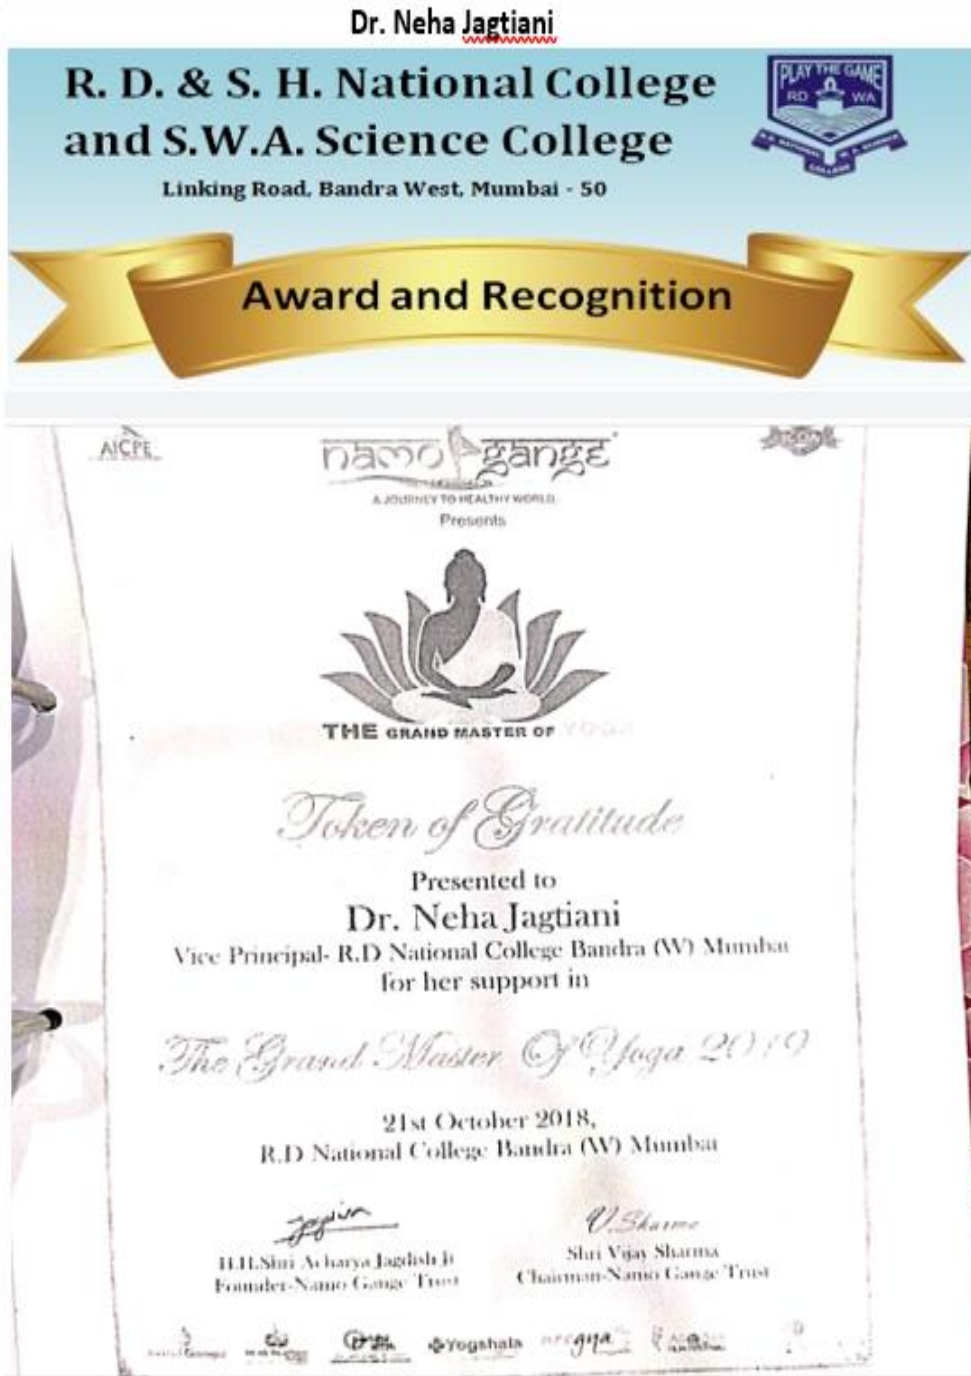 Dr. Neha Jagtiani
R. D. & S. H. National College
and S.W.A. Science College
Linking Road, Bandra West, Mumbai - 50
PLAY THE GAME
RD WA
COLLEGE
Award and Recognition
AICPE
namo gange
A JOURNEY TO HEALTHY WORLD
Presents
THE GRAND MASTER OF YOGA
Token of Gratitude
Presented to
Dr. Neha Jagtiani
Vice Principal- R.D National College Bandra (W) Mumbai
for her support in
The Grand Master Of Yoga 2019
21st October 2018,
R.D National College Bandra (W) Mumbai
V. Sharma
H.H.Shri Acharya Jagdish Ji
Shri Vijay Sharma
Founder-Namo Gange Trust
Chairman-Namo Gange Trust
Yogshala arogya